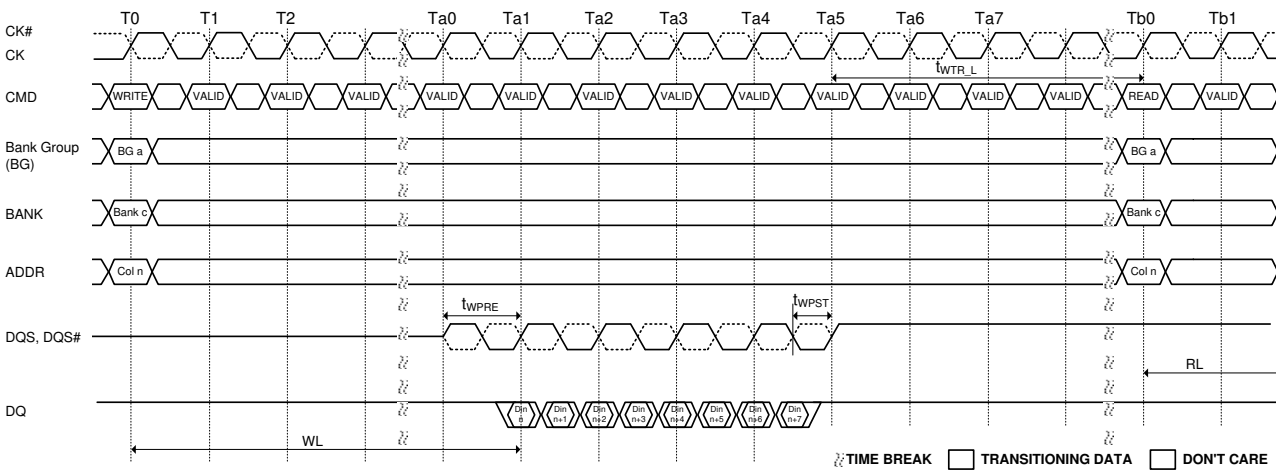 T0 T1 T2 Ta0 Ta1 Ta2 Ta3 Ta4 Ta5 Ta6 Ta7 Tb0 Tb1
CK#
CK
tWTR_L
CMD WRITE VALID VALID VALID VALID VALID VALID VALID VALID VALID VALID VALID VALID READ VALID
Bank Group
(BG)
BG a BG a
BANK Bank c Bank c
ADDR Col n Col n
tWPRE tWPST
DQS, DQS#
RL
DQ Din n Din n+1 Din n+2 Din n+3 Din n+4 Din n+5 Din n+6 Din n+7
WL
TIME BREAK TRANSITIONING DATA DON'T CARE